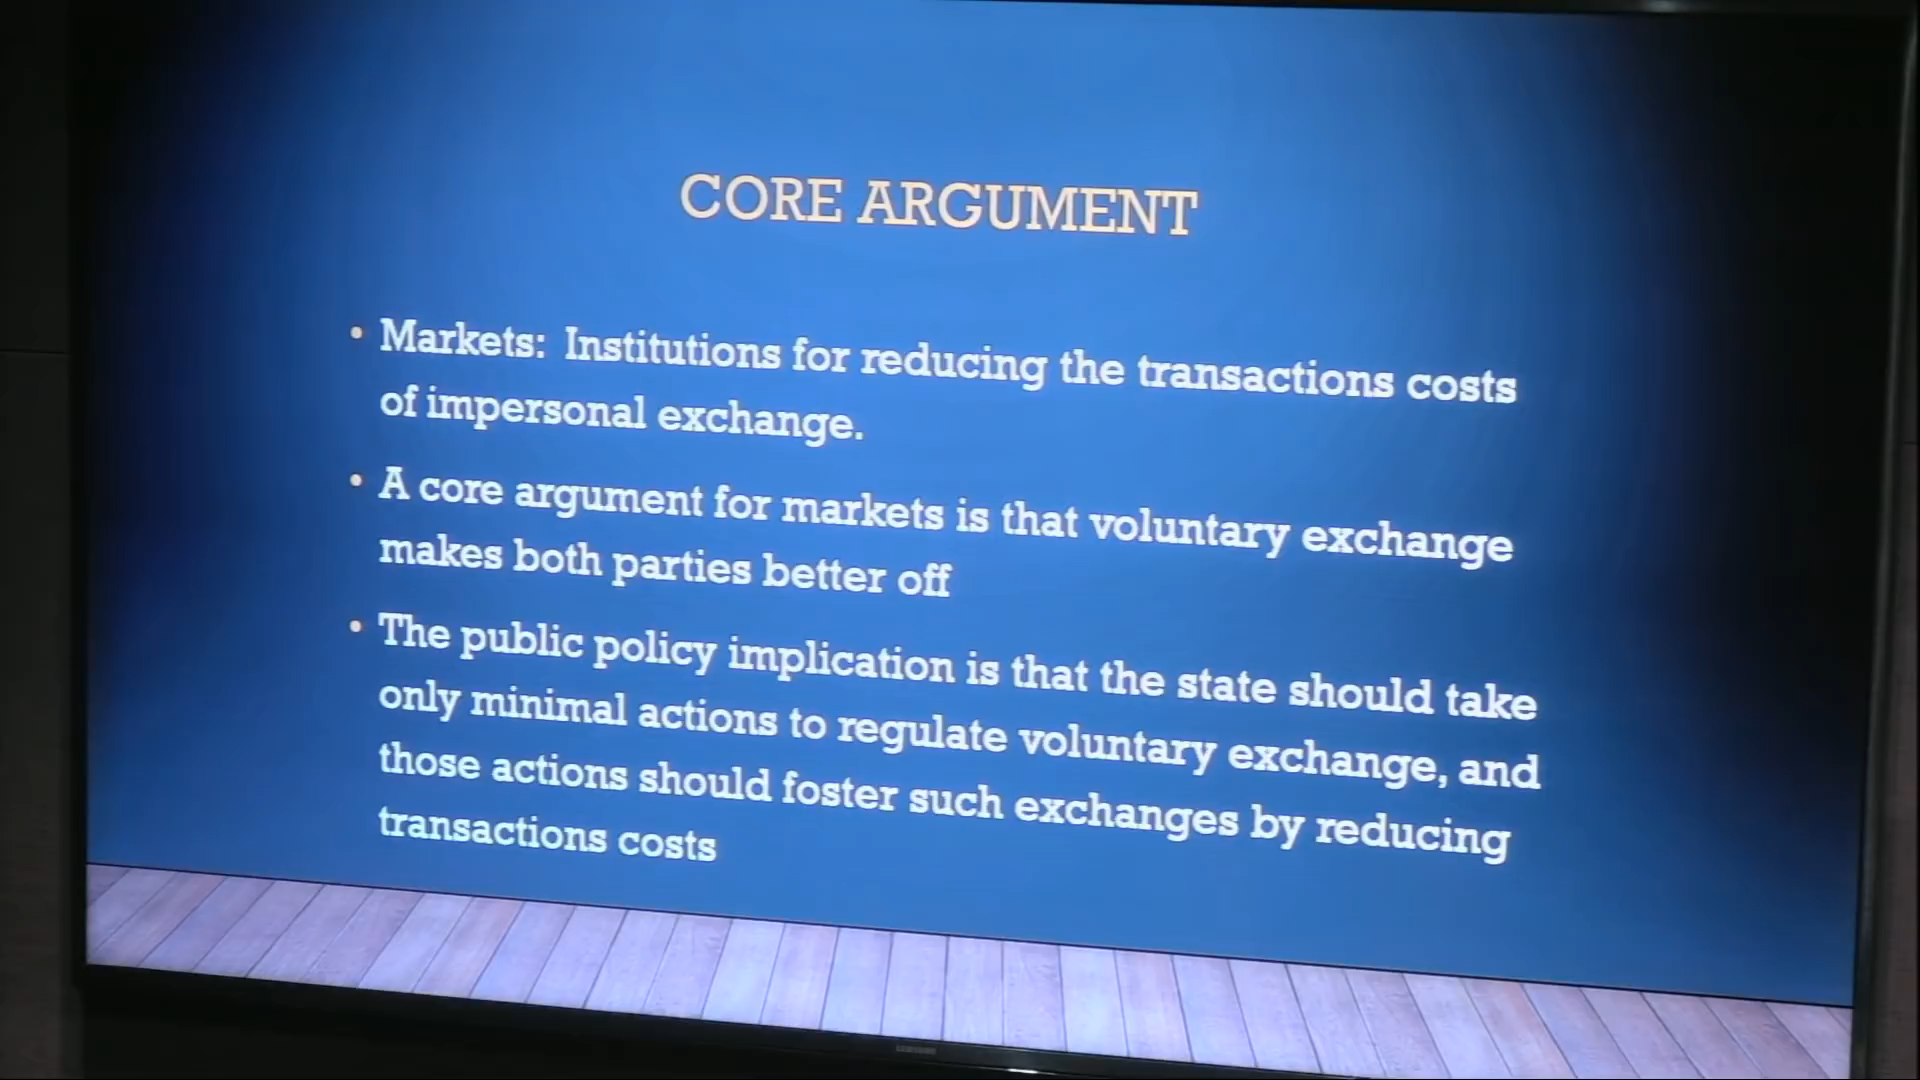 CORE ARGUMENT
• Markets: Institutions for reducing the transactions costs
of impersonal exchange.
• A core argument for markets is that voluntary exchange
makes both parties better off
• The public policy implication is that the state should take
only minimal actions to regulate voluntary exchange, and
those actions should foster such exchanges by reducing
transactions costs
SAMSUNG